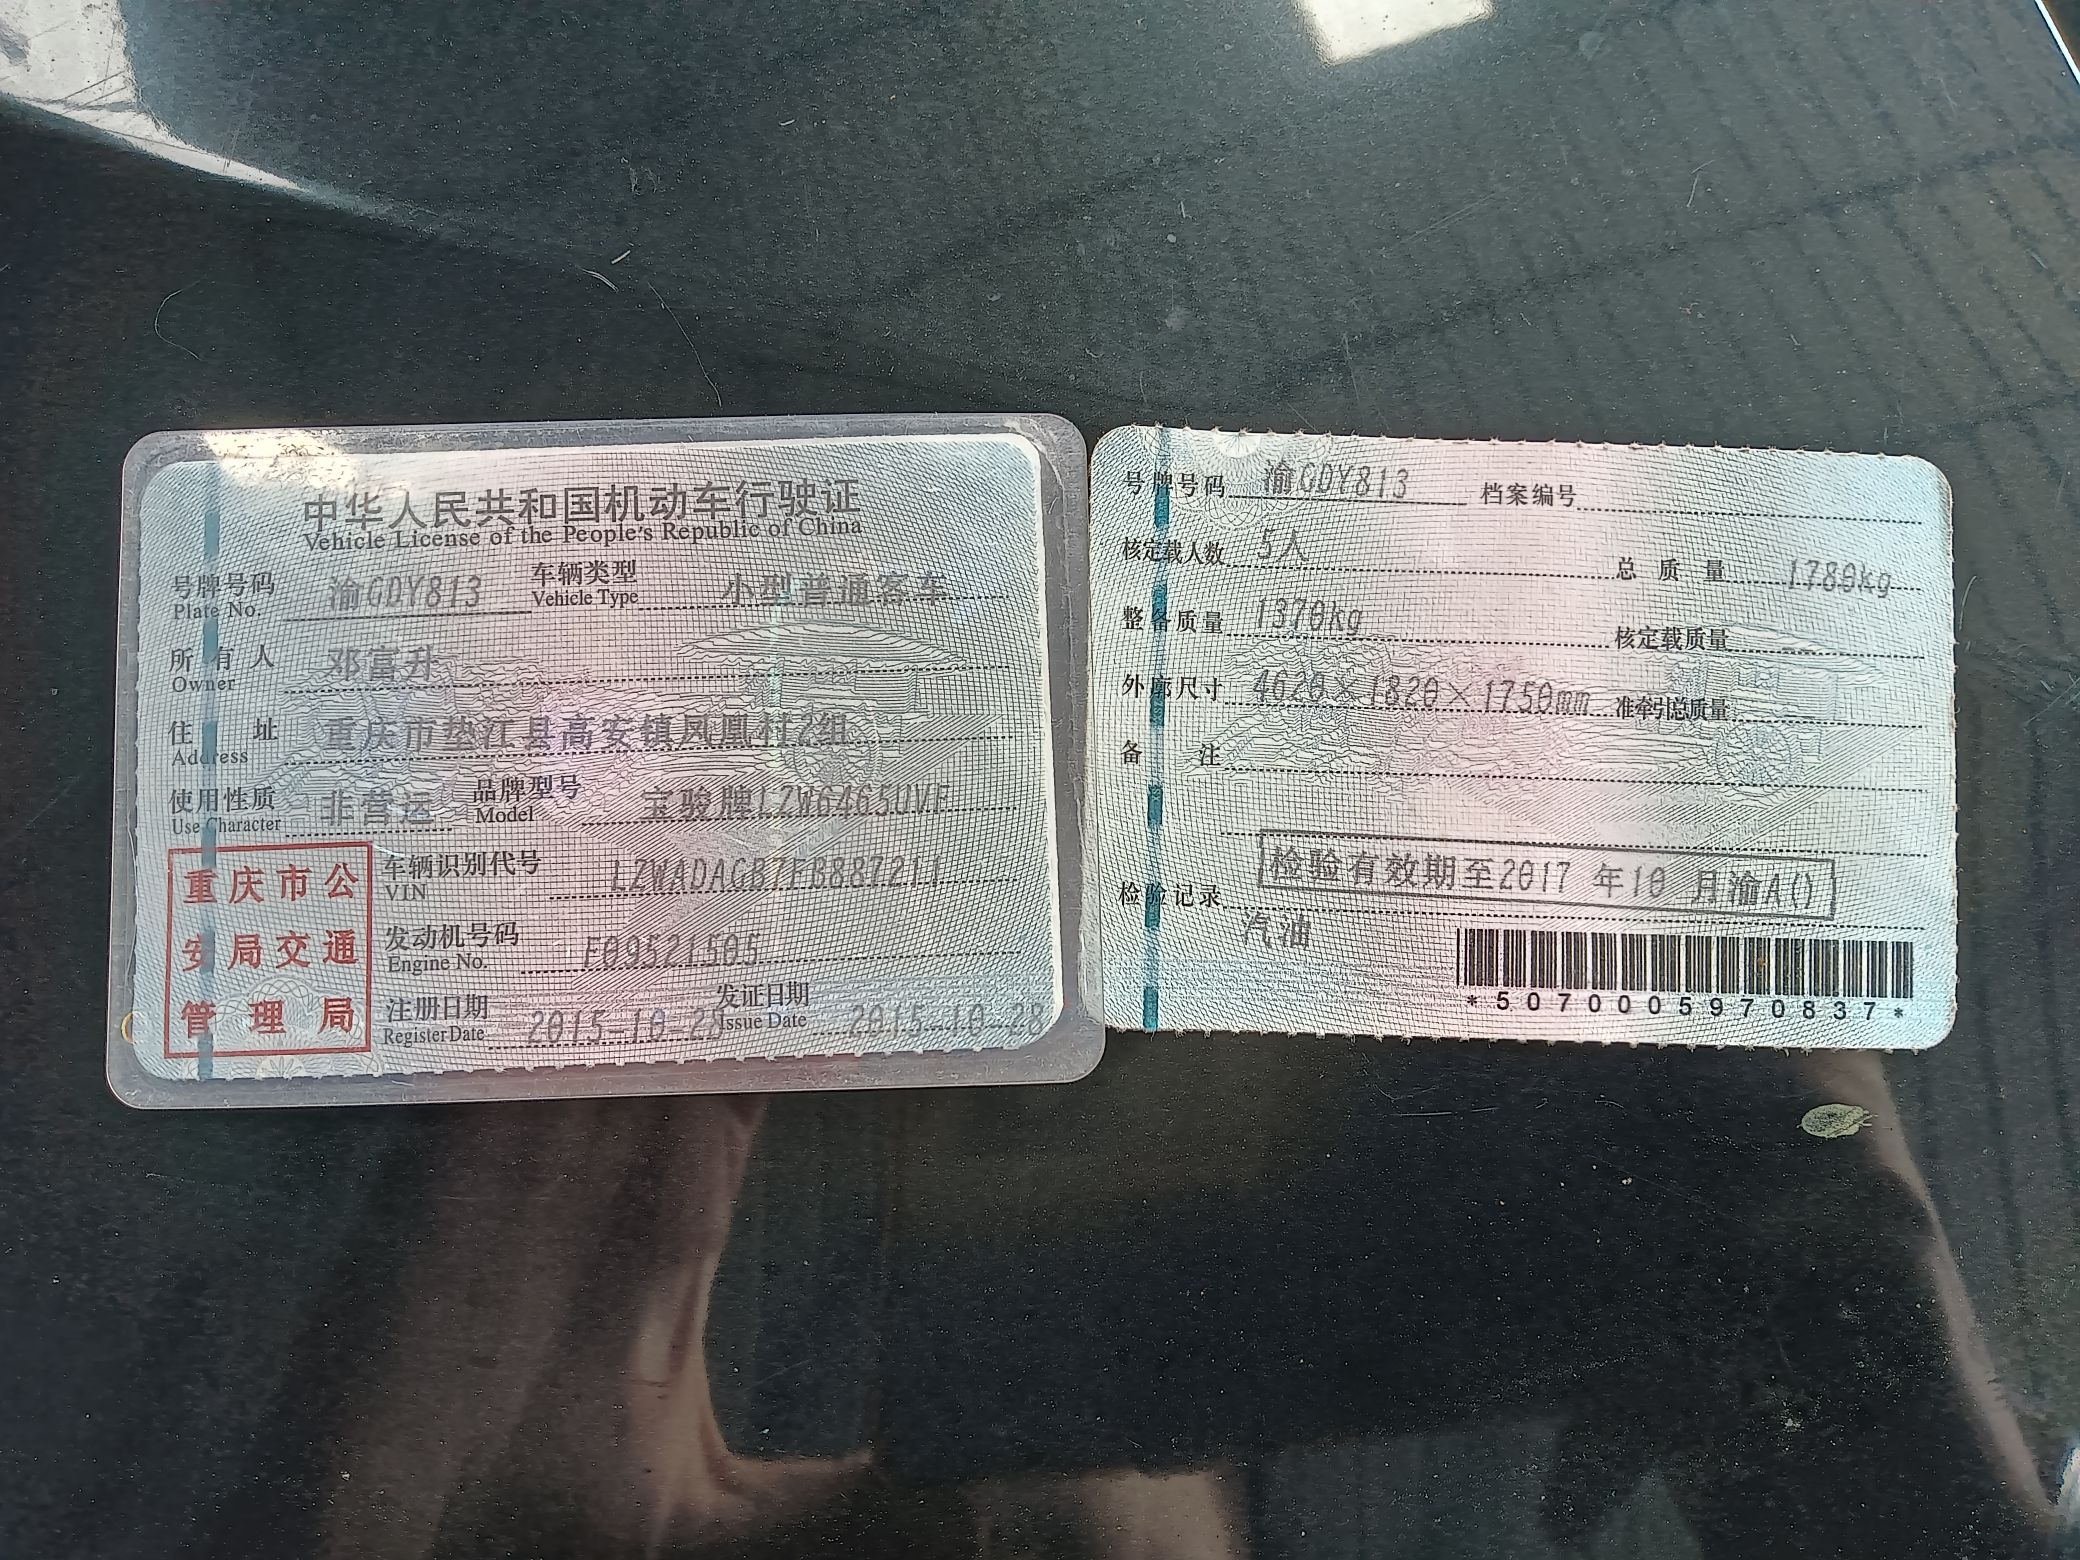 中华人民共和国机动车行驶证
Vehicle License of the People's Republic of China
号牌号码 渝GDY813 车辆类型 小型普通客车
Plate No. Vehicle Type
所有人 邓富升
Owner
住址 重庆市垫江县高安镇凤凰村2组
Address
使用性质 非营运 品牌型号 宝骏牌LZW6465UVF
Use Character Model
重庆市公
安局交通
管理局
车辆识别代号 LZWADAGB7FB887211
VIN
发动机号码 F09521505
Engine No.
注册日期 2015-10-28 发证日期 2015-10-28
Register Date Issue Date
号牌号码 渝GDY813 档案编号
核定载人数 5人 总质量 1780kg
整备质量 1370kg 核定载质量 --
外廓尺寸 4620×1820×1750mm 准牵引总质量
备注
检验记录 检验有效期至2017 年10 月渝A()
汽油
*5070005970837*